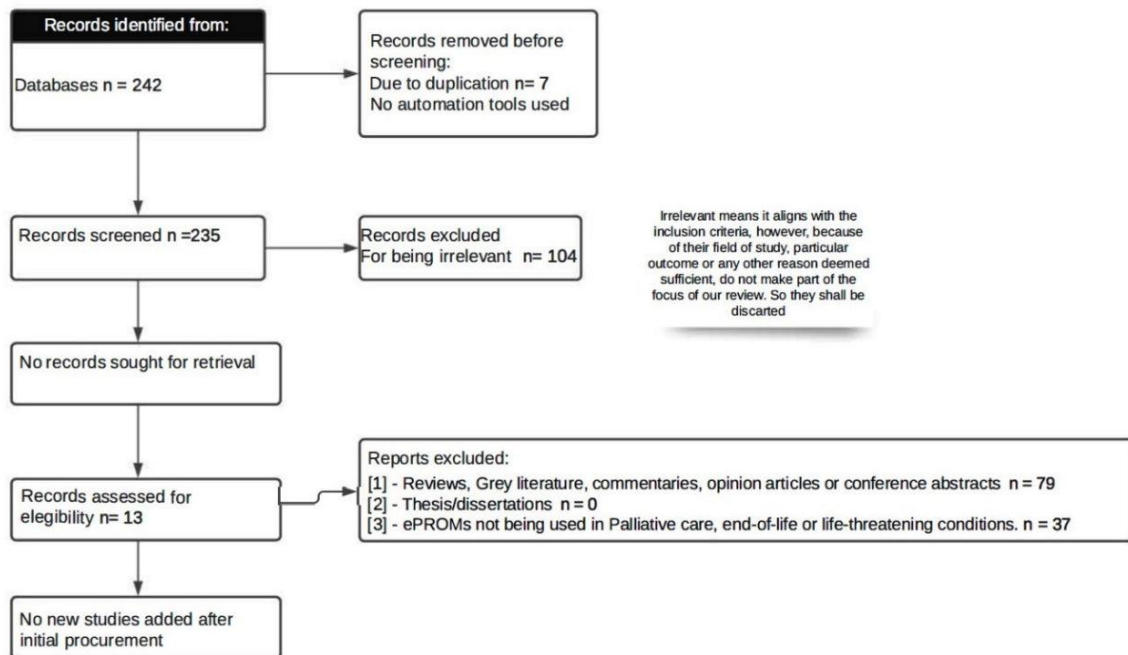 Records identified from:
Databases n = 242
Records removed before
screening:
Due to duplication n= 7
No automation tools used
Records screened n =235
Records excluded
For being irrelevant n= 104
Irrelevant means it aligns with the
inclusion criteria, however, because
of their field of study, particular
outcome or any other reason deemed
sufficient, do not make part of the
focus of our review. So they shall be
discarted
No records sought for retrieval
Records assessed for
elegibility n= 13
Reports excluded:
[1] - Reviews, Grey literature, commentaries, opinion articles or conference abstracts n = 79
[2] - Thesis/dissertations n = 0
[3] - ePROMs not being used in Palliative care, end-of-life or life-threatening conditions. n = 37
No new studies added after
initial procurement